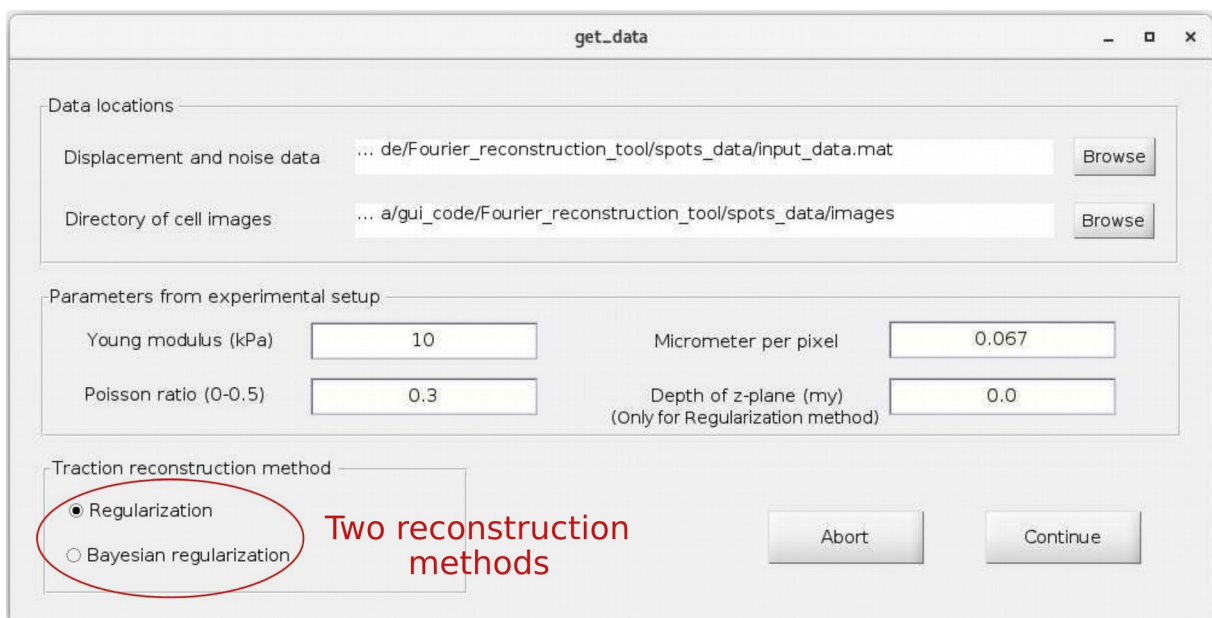 get_data
Data locations
Displacement and noise data
... de/Fourier_reconstruction_tool/spots_data/input_data.mat
Browse
Directory of cell images
... a/gui_code/Fourier_reconstruction_tool/spots_data/images
Browse
Parameters from experimental setup
Young modulus (kPa)
10
Micrometer per pixel
0.067
Poisson ratio (0-0.5)
0.3
Depth of z-plane (my)
(Only for Regularization method)
0.0
Traction reconstruction method
Regularization
Bayesian regularization
Two reconstruction
methods
Abort
Continue